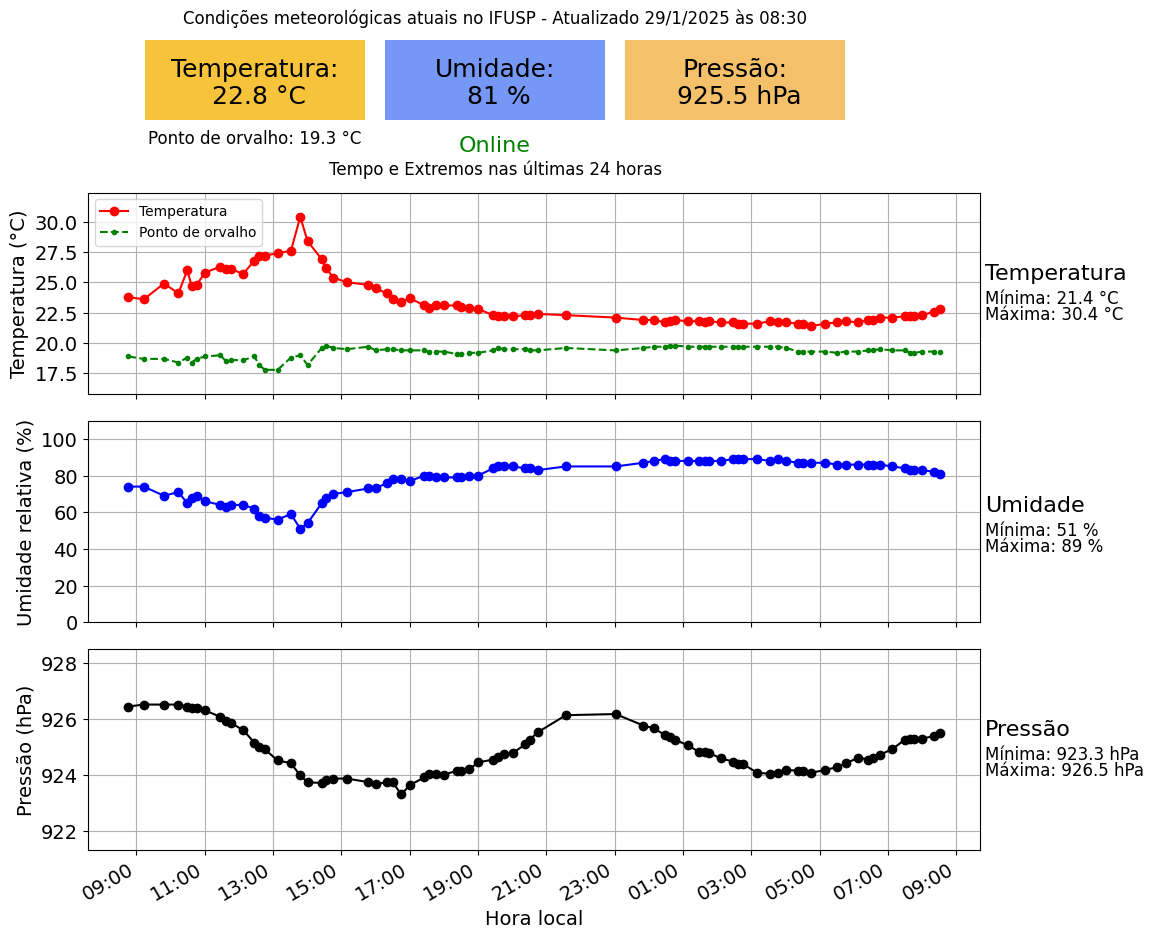 Condições meteorológicas atuais no IFUSP - Atualizado 29/1/2025 às 08:30
Temperatura:
22.8 °C
Umidade:
81 %
Pressão:
925.5 hPa
Ponto de orvalho: 19.3 °C
Online
Tempo e Extremos nas últimas 24 horas
Temperatura (°C)
30.0
27.5
25.0
22.5
20.0
17.5
Temperatura
Ponto de orvalho
Temperatura
Mínima: 21.4 °C
Máxima: 30.4 °C
Umidade relativa (%)
100
80
60
40
20
0
Umidade
Mínima: 51 %
Máxima: 89 %
Pressão (hPa)
928
926
924
922
Pressão
Mínima: 923.3 hPa
Máxima: 926.5 hPa
09:00 11:00 13:00 15:00 17:00 19:00 21:00 23:00 01:00 03:00 05:00 07:00 09:00
Hora local